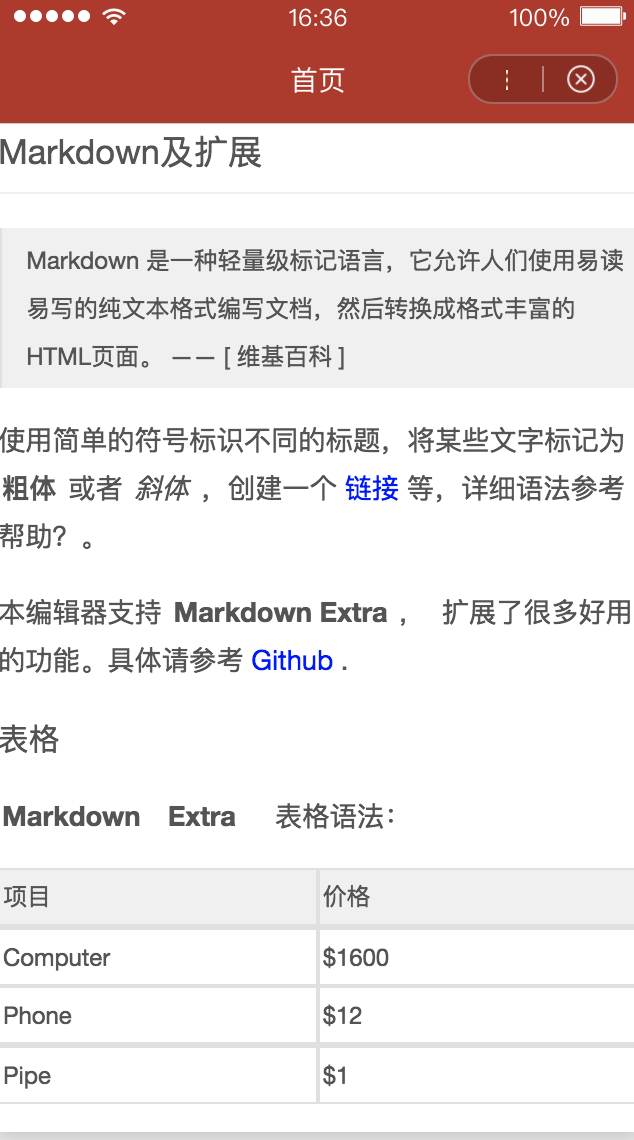 16:36 100%
首页
Markdown及扩展
Markdown 是一种轻量级标记语言，它允许人们使用易读
易写的纯文本格式编写文档，然后转换成格式丰富的
HTML页面。 —— [ 维基百科 ]
使用简单的符号标识不同的标题，将某些文字标记为
粗体 或者 斜体 ，创建一个 链接 等，详细语法参考
帮助？。
本编辑器支持 Markdown Extra ， 扩展了很多好用
的功能。具体请参考 Github .
表格
Markdown Extra 表格语法：
项目 价格
Computer $1600
Phone $12
Pipe $1